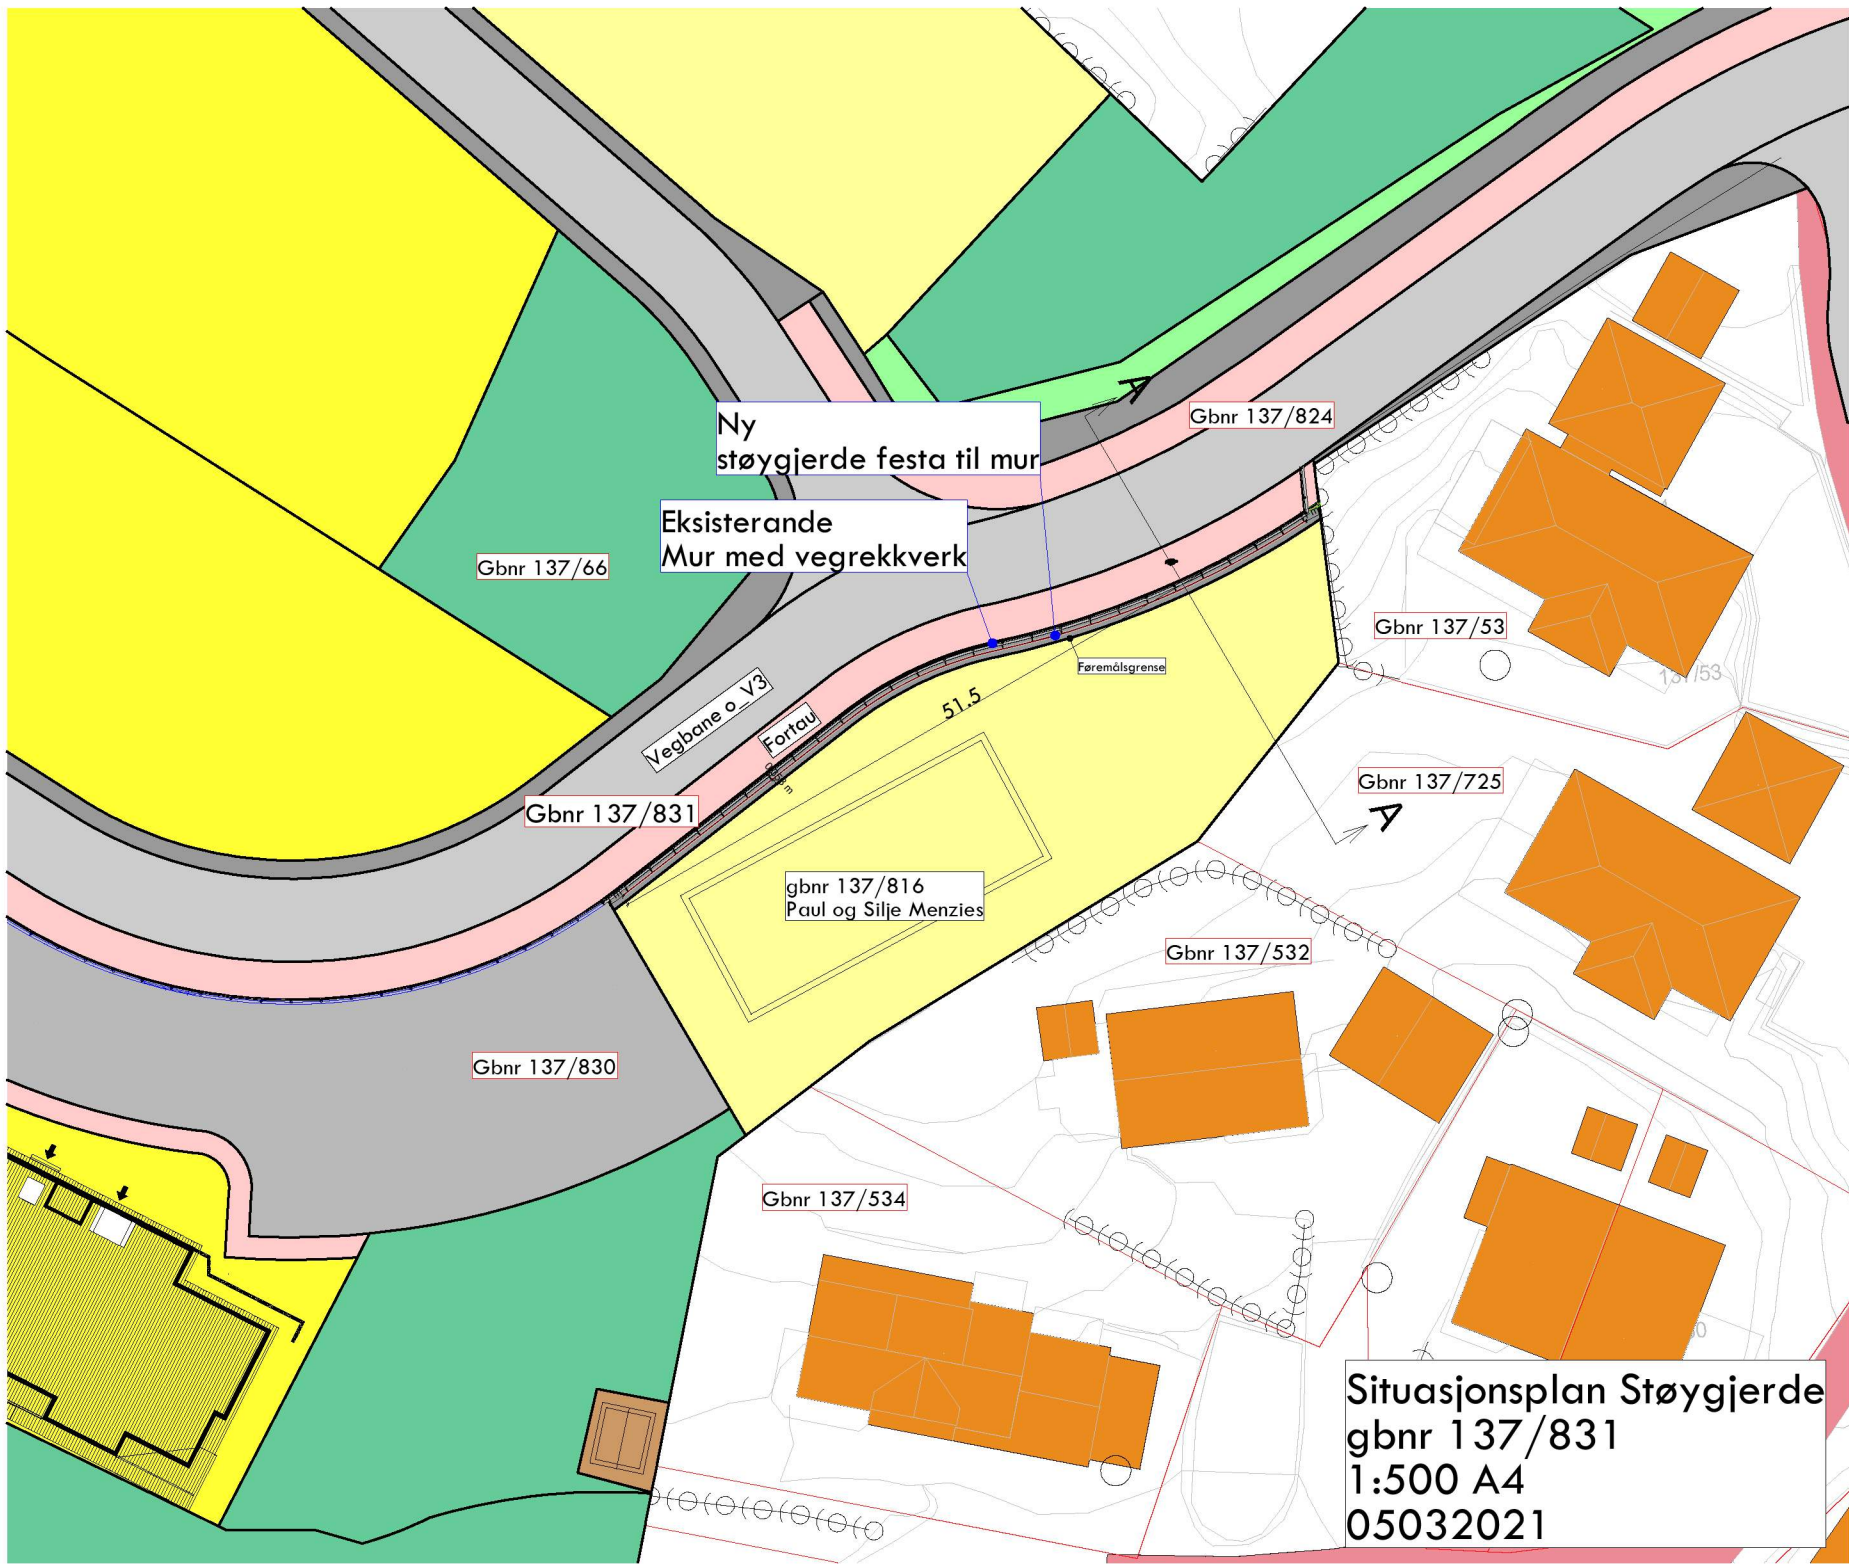 A
Gbnr 137/824
Ny
støygjerde festa til mur
Eksisterande
Mur med vegrekkverk
Gbnr 137/66
Gbnr 137/53
Føremålsgrense
137/53
51.5
Vegbane o_V3
Fortau
Gbnr 137/831
Gbnr 137/725
A
gbnr 137/816
Paul og Silje Menzies
Gbnr 137/532
Gbnr 137/830
Gbnr 137/534
Situasjonsplan Støygjerde
gbnr 137/831
1:500 A4
05032021